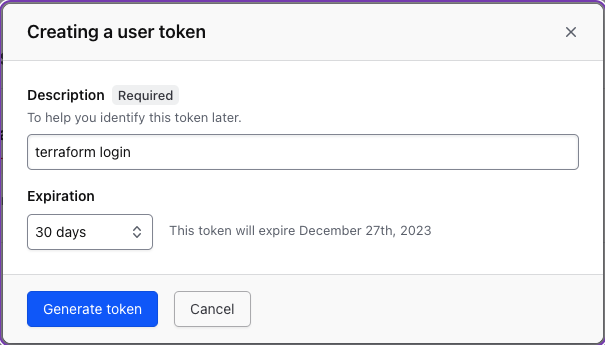 Creating a user token
Description Required
To help you identify this token later.
terraform login
Expiration
30 days This token will expire December 27th, 2023
Generate token Cancel